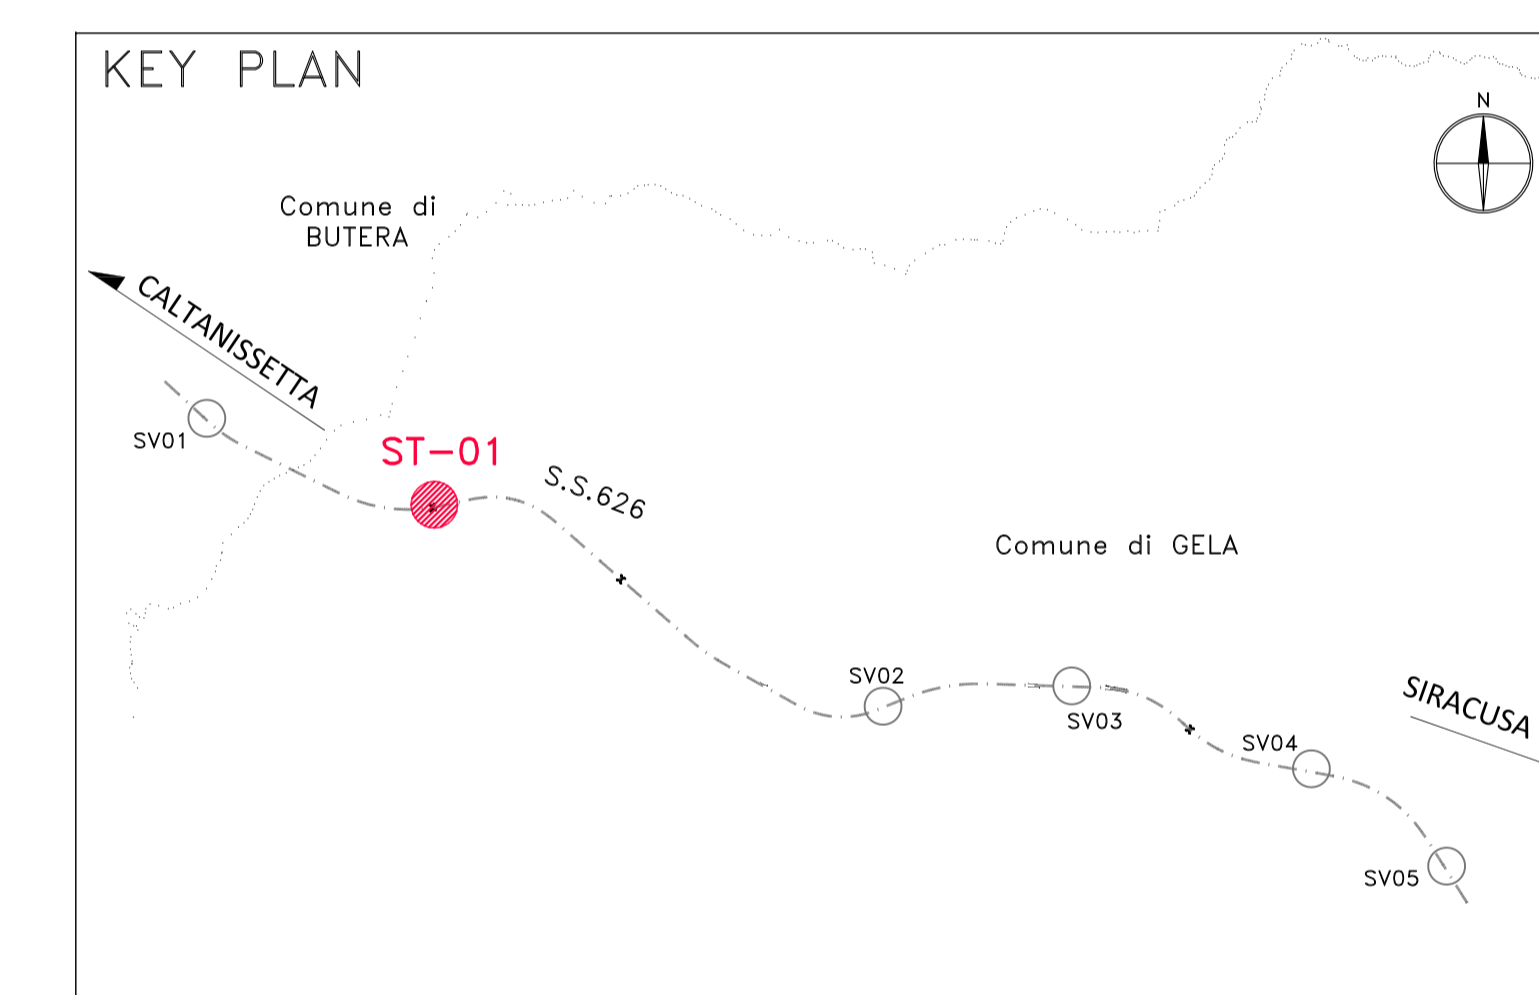 KEY PLAN
N
Comune di
BUTERA
CALTANISSETTA
SV01
ST-01
S.S.626
Comune di GELA
SV02
SV03
SV04
SIRACUSA
SV05